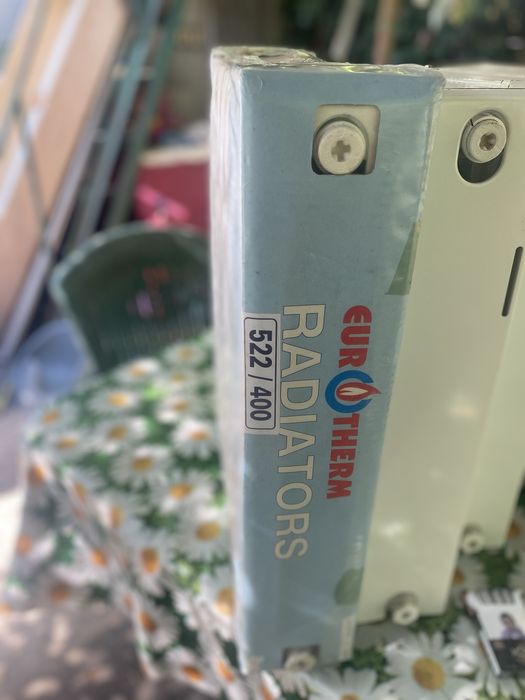 EUROTHERM
RADIATORS
522 / 400